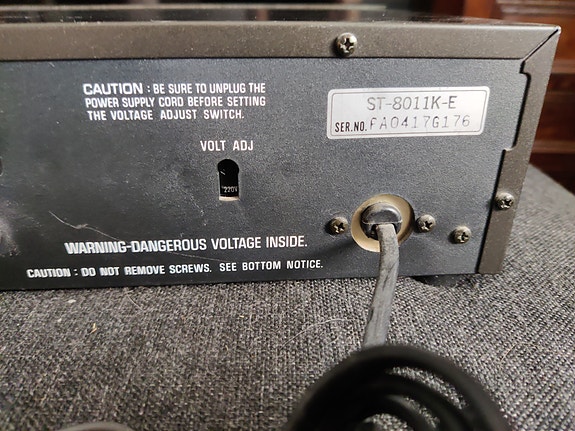 CAUTION : BE SURE TO UNPLUG THE
POWER SUPPLY CORD BEFORE SETTING
THE VOLTAGE ADJUST SWITCH.
VOLT ADJ
220V
ST-8011K-E
SER.NO. FA0417G176
WARNING-DANGEROUS VOLTAGE INSIDE.
CAUTION : DO NOT REMOVE SCREWS. SEE BOTTOM NOTICE.